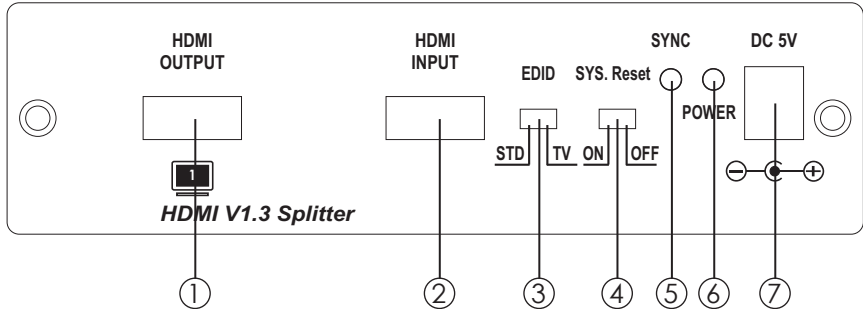 HDMI
OUTPUT
HDMI
INPUT
EDID
SYS. Reset
SYNC
POWER
DC 5V
STD
TV
ON
OFF
1
HDMI V1.3 Splitter
1
2
3
4
5
6
7